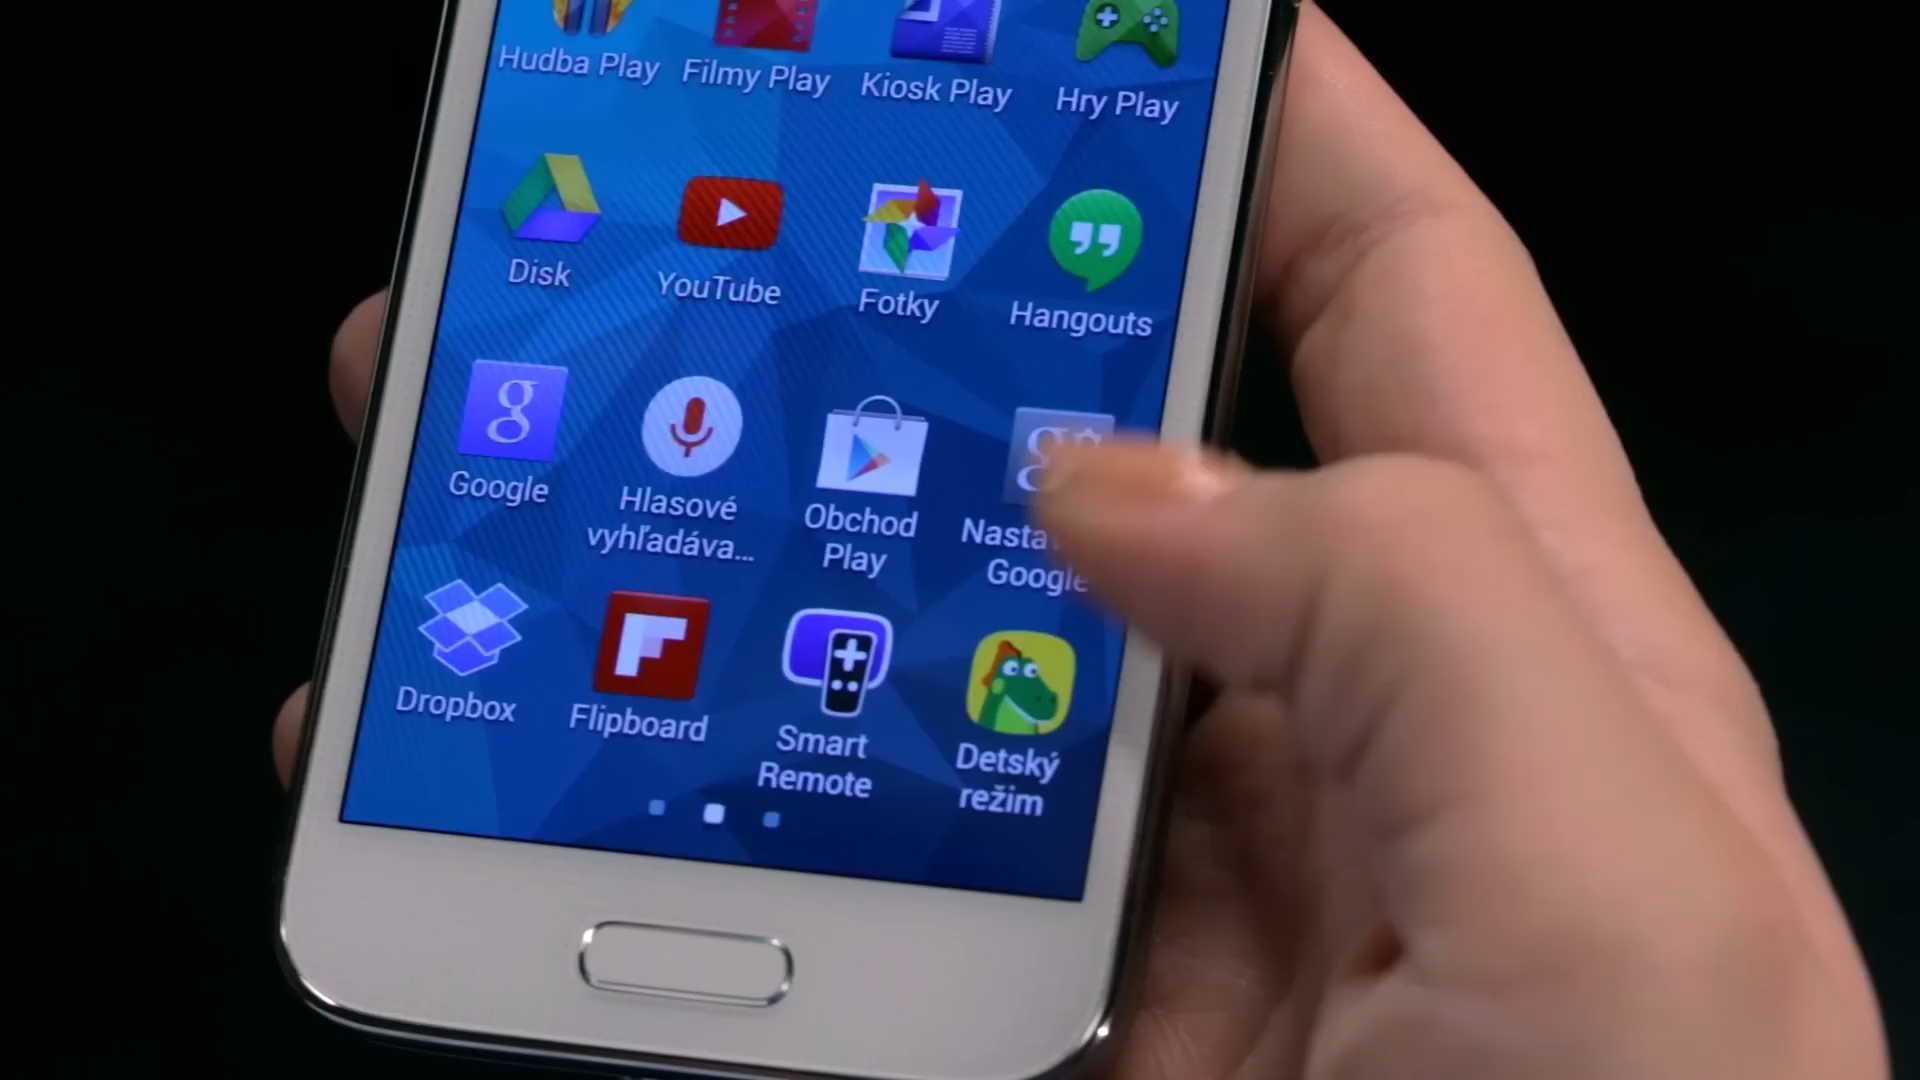 Hudba Play
Filmy Play
Kiosk Play
Hry Play
Disk
YouTube
Fotky
Hangouts
Google
Hlasové
vyhľadáva...
Obchod
Play
Google
Dropbox
Flipboard
Smart
Remote
Detský
režim